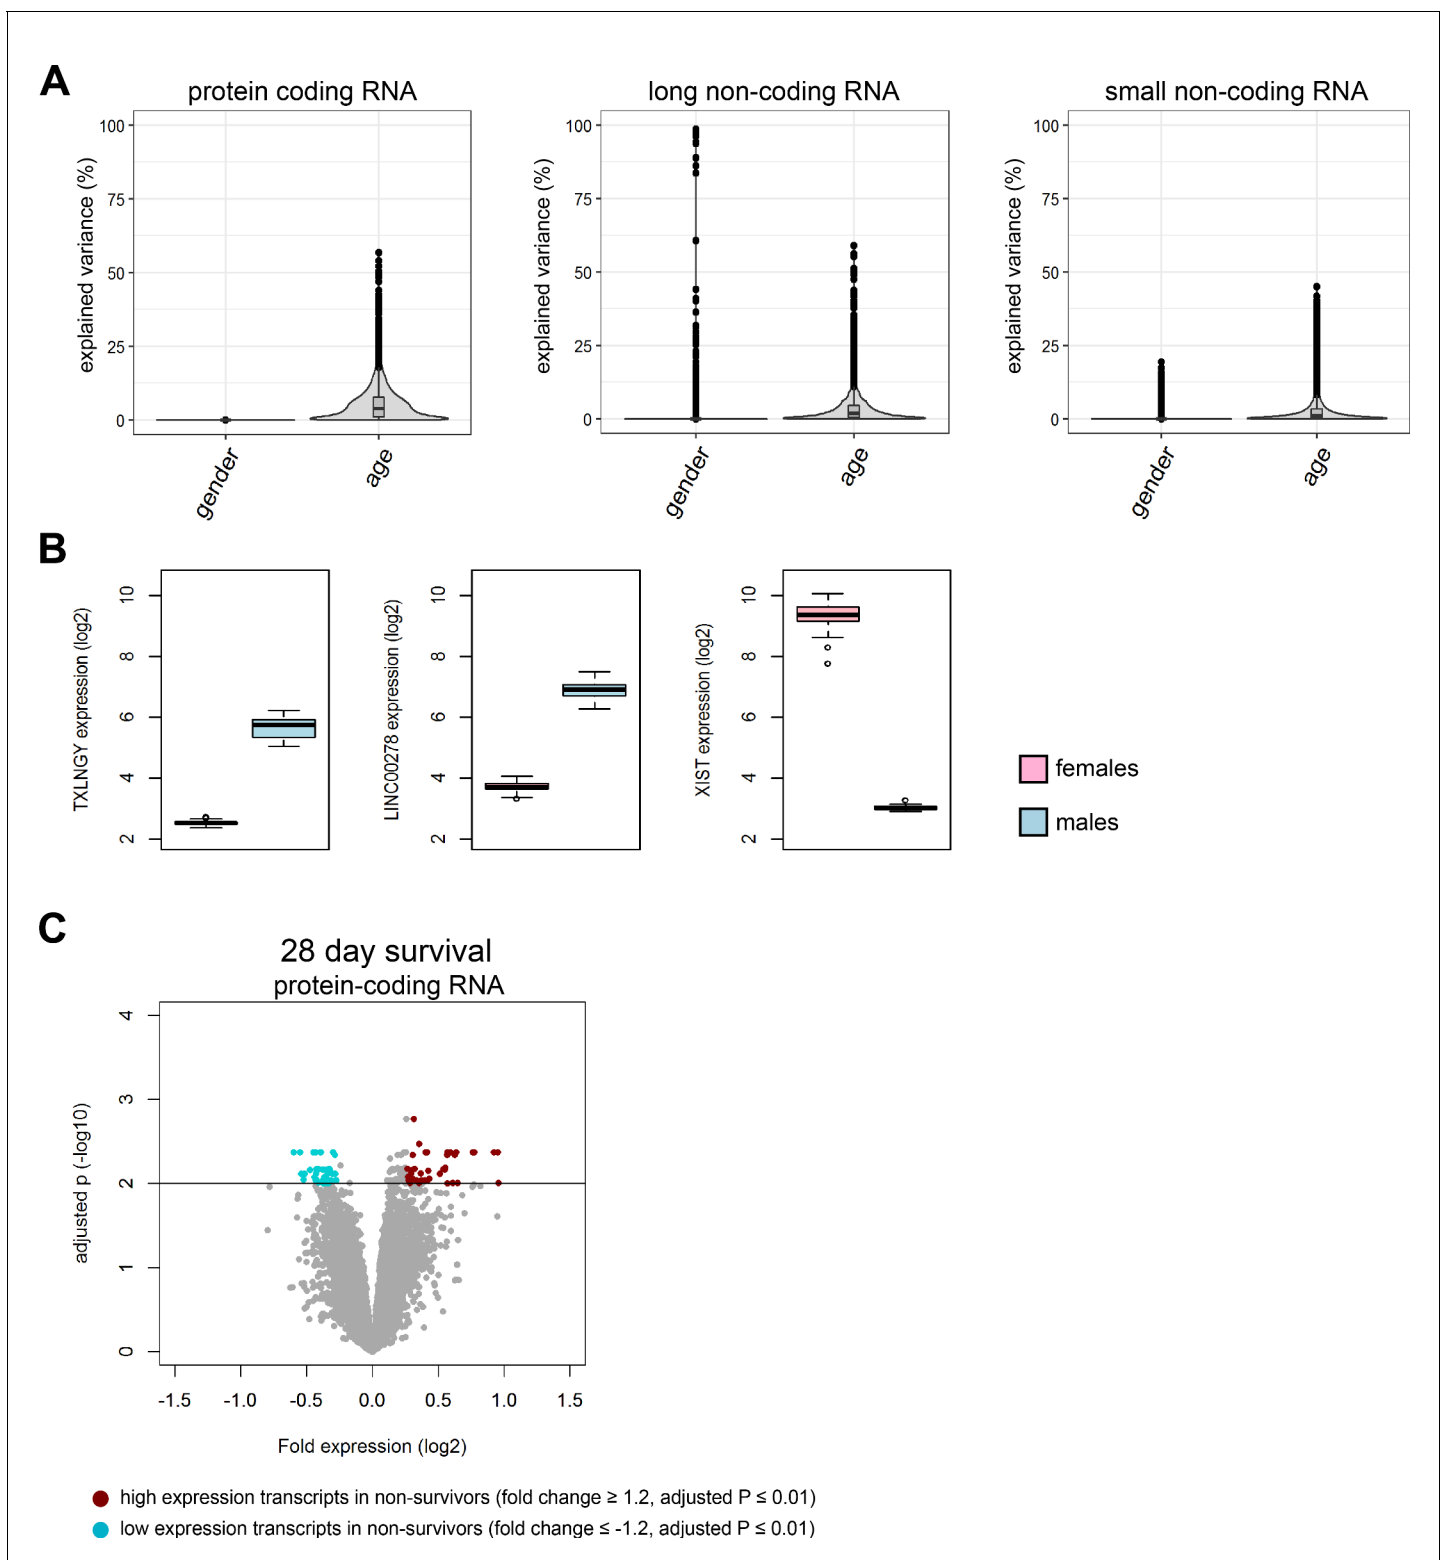 A
protein coding RNA
long non-coding RNA
small non-coding RNA
explained variance (%)
100
75
50
25
0
gender
age
explained variance (%)
100
75
50
25
0
gender
age
explained variance (%)
100
75
50
25
0
gender
age
B
TXLNGY expression (log2)
10
8
6
4
2
LINC00278 expression (log2)
10
8
6
4
2
XIST expression (log2)
10
8
6
4
2
females
males
C
28 day survival
protein-coding RNA
adjusted p (-log10)
4
3
2
1
0
-1.5 -1.0 -0.5 0.0 0.5 1.0 1.5
Fold expression (log2)
high expression transcripts in non-survivors (fold change ≥ 1.2, adjusted P ≤ 0.01)
low expression transcripts in non-survivors (fold change ≤ -1.2, adjusted P ≤ 0.01)